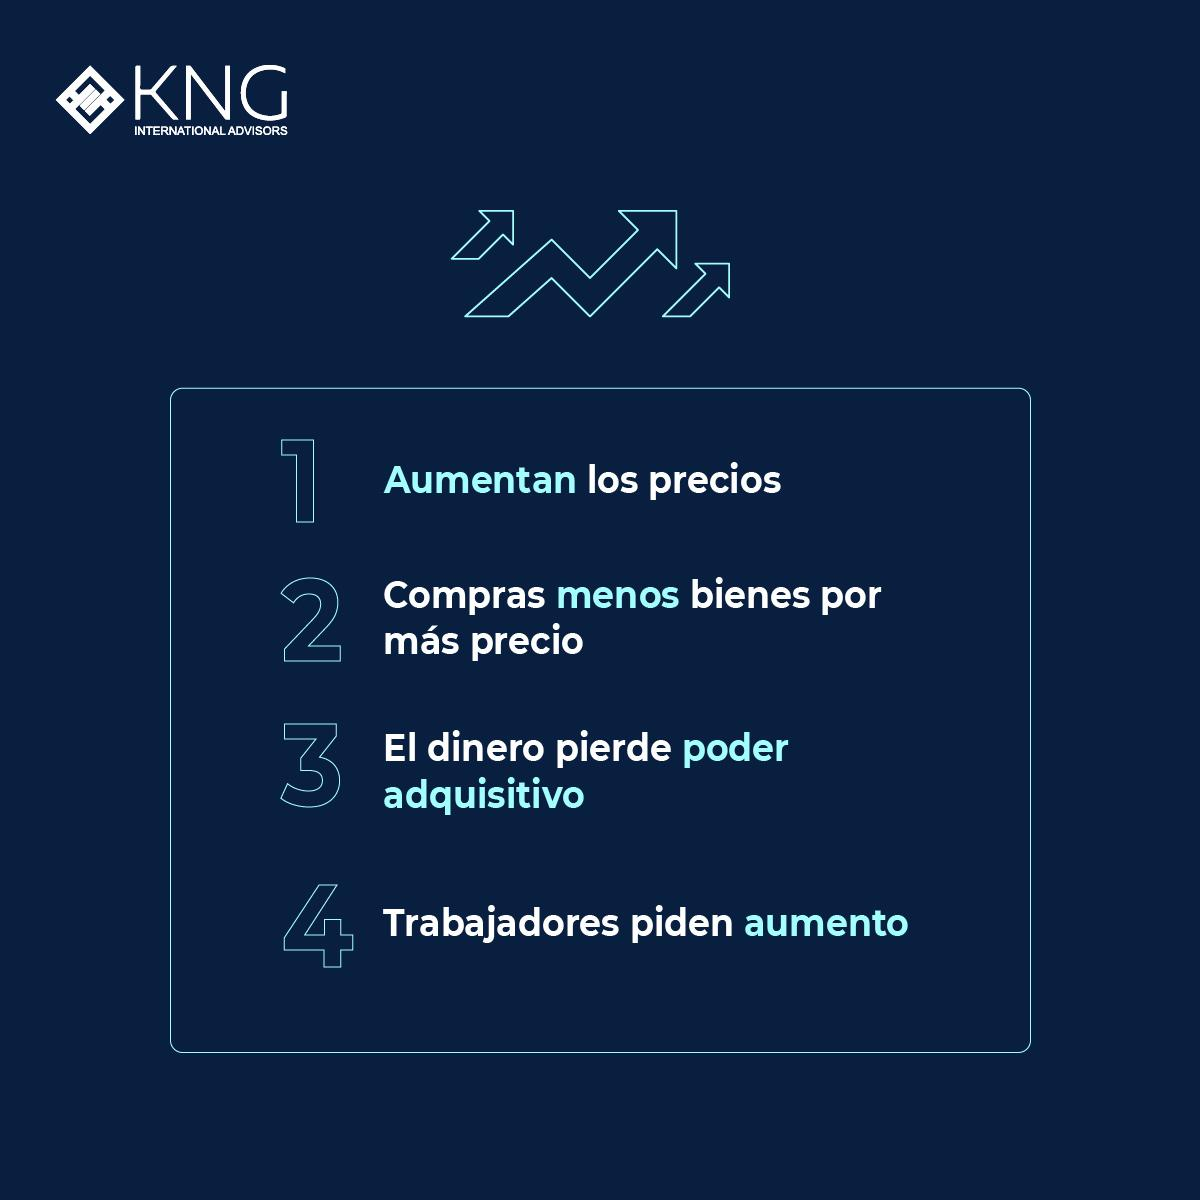 KNG
INTERNATIONAL ADVISORS
1
Aumentan los precios
2
Compras menos bienes por
más precio
3
El dinero pierde poder
adquisitivo
4
Trabajadores piden aumento